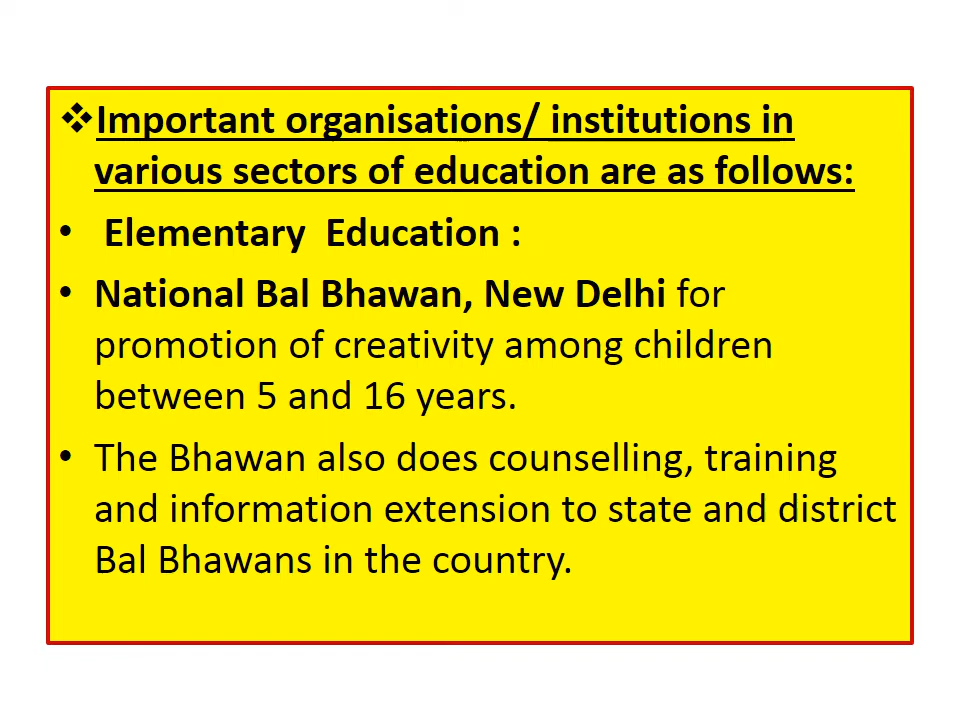 ❖Important organisations/ institutions in
various sectors of education are as follows:
• Elementary Education :
• National Bal Bhawan, New Delhi for
promotion of creativity among children
between 5 and 16 years.
• The Bhawan also does counselling, training
and information extension to state and district
Bal Bhawans in the country.